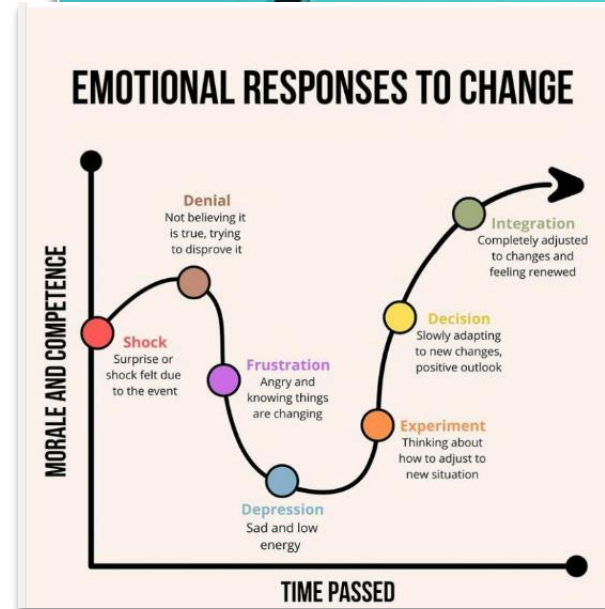 EMOTIONAL RESPONSES TO CHANGE
MORALE AND COMPETENCE
Shock
Surprise or
shock felt due
to the event
Denial
Not believing it
is true, trying
to disprove it
Frustration
Angry and
knowing things
are changing
Depression
Sad and low
energy
Experiment
Thinking about
how to adjust to
new situation
Decision
Slowly adapting
to new changes,
positive outlook
Integration
Completely adjusted
to changes and
feeling renewed
TIME PASSED